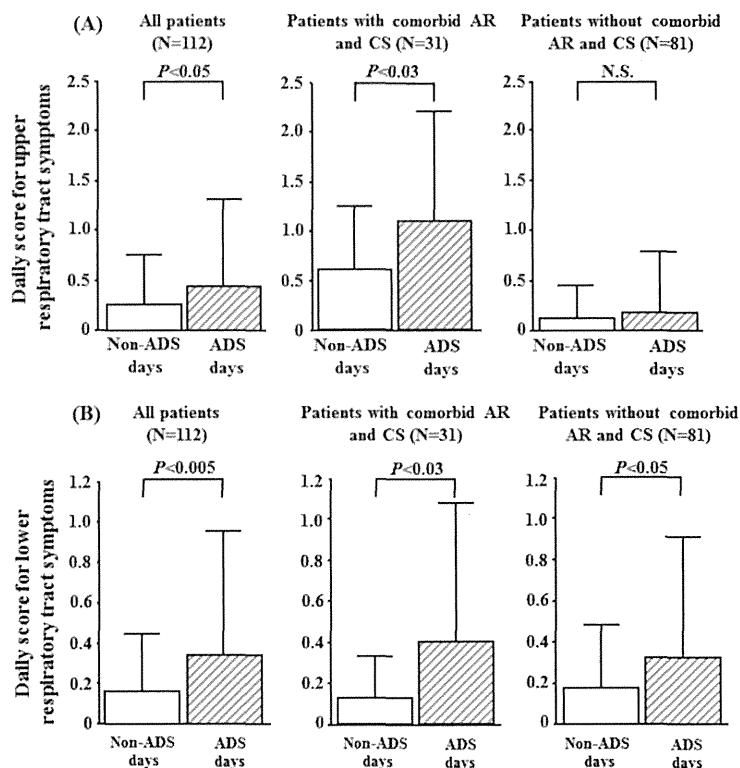 (A)
All patients
(N=112)
Patients with comorbid AR
and CS (N=31)
Patients without comorbid
AR and CS (N=81)
Daily score for upper
respiratory tract symptoms
P<0.05
2.5
2.0
1.5
1.0
0.5
0
Non-ADS
days
ADS
days
P<0.03
2.5
2.0
1.5
1.0
0.5
0
Non-ADS
days
ADS
days
N.S.
2.5
2.0
1.5
1.0
0.5
0
Non-ADS
days
ADS
days
(B)
All patients
(N=112)
Patients with comorbid AR
and CS (N=31)
Patients without comorbid
AR and CS (N=81)
Daily score for lower
respiratory tract symptoms
P<0.005
1.2
1.0
0.8
0.6
0.4
0.2
0
Non-ADS
days
ADS
days
P<0.03
1.2
1.0
0.8
0.6
0.4
0.2
0
Non-ADS
days
ADS
days
P<0.05
1.2
1.0
0.8
0.6
0.4
0.2
0
Non-ADS
days
ADS
days